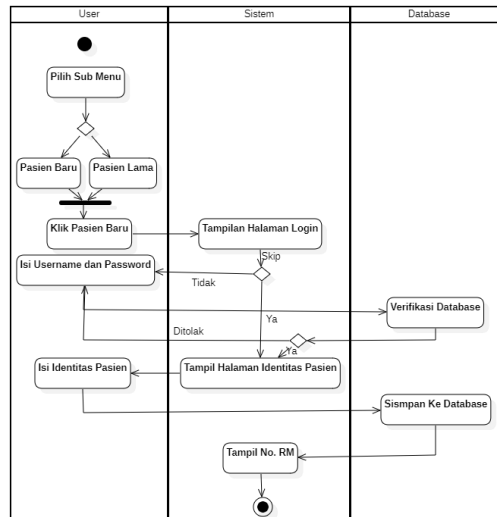 User
Sistem
Database
Pilih Sub Menu
Pasien Baru
Pasien Lama
Klik Pasien Baru
Tampilan Halaman Login
Skip
Isi Username dan Password
Tidak
Verifikasi Database
Ya
Ditolak
Ya
Isi Identitas Pasien
Tampil Halaman Identitas Pasien
Sismpan Ke Database
Tampil No. RM